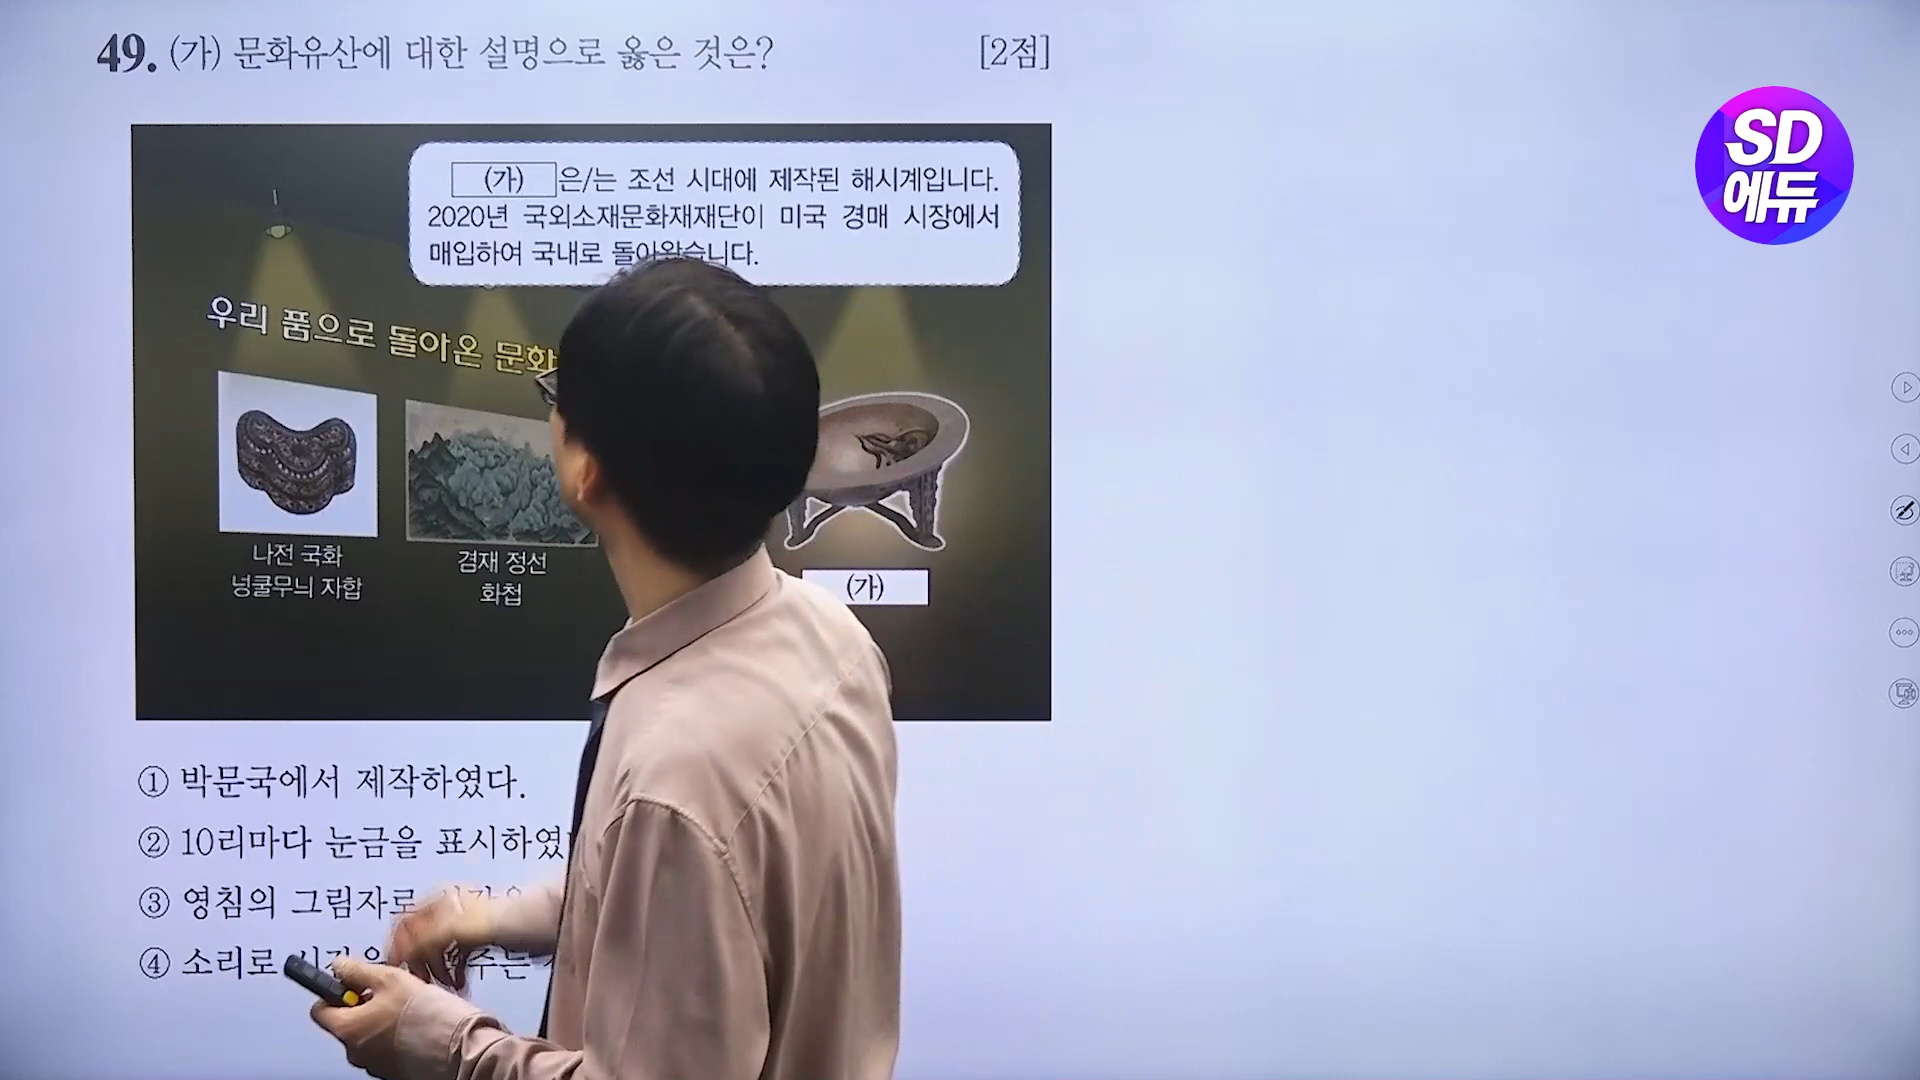 49. (가) 문화유산에 대한 설명으로 옳은 것은? [2점]
SD
에듀
(가) 은/는 조선 시대에 제작된 해시계입니다.
2020년 국외소재문화재재단이 미국 경매 시장에서
매입하여 국내로 돌아왔습니다.
우리 품으로 돌아온 문화
나전 국화
넝쿨무늬 자합
겸재 정선
화첩
(가)
① 박문국에서 제작하였다.
② 10리마다 눈금을 표시하였
③ 영침의 그림자로
④ 소리로 시간을